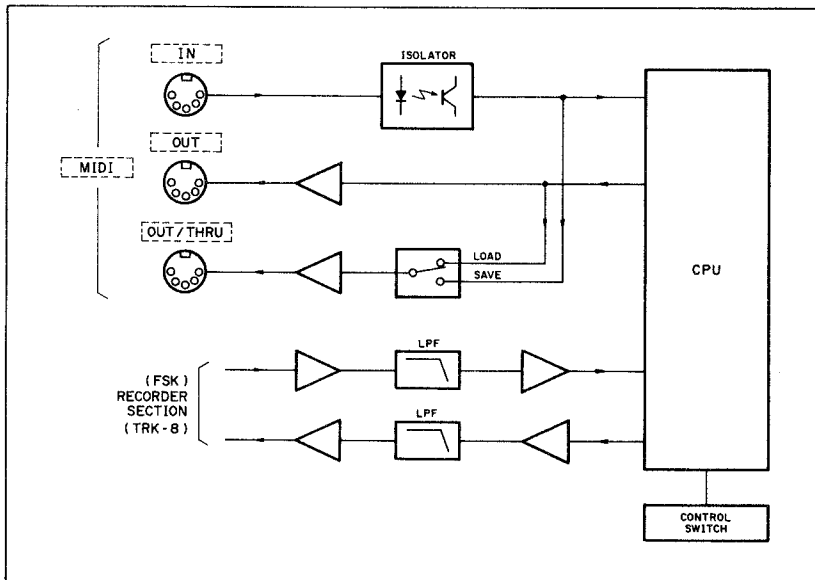 IN
ISOLATOR
OUT
MIDI
OUT/THRU
LOAD
SAVE
CPU
LPF
(FSK)
RECORDER
SECTION
(TRK-8)
LPF
CONTROL
SWITCH